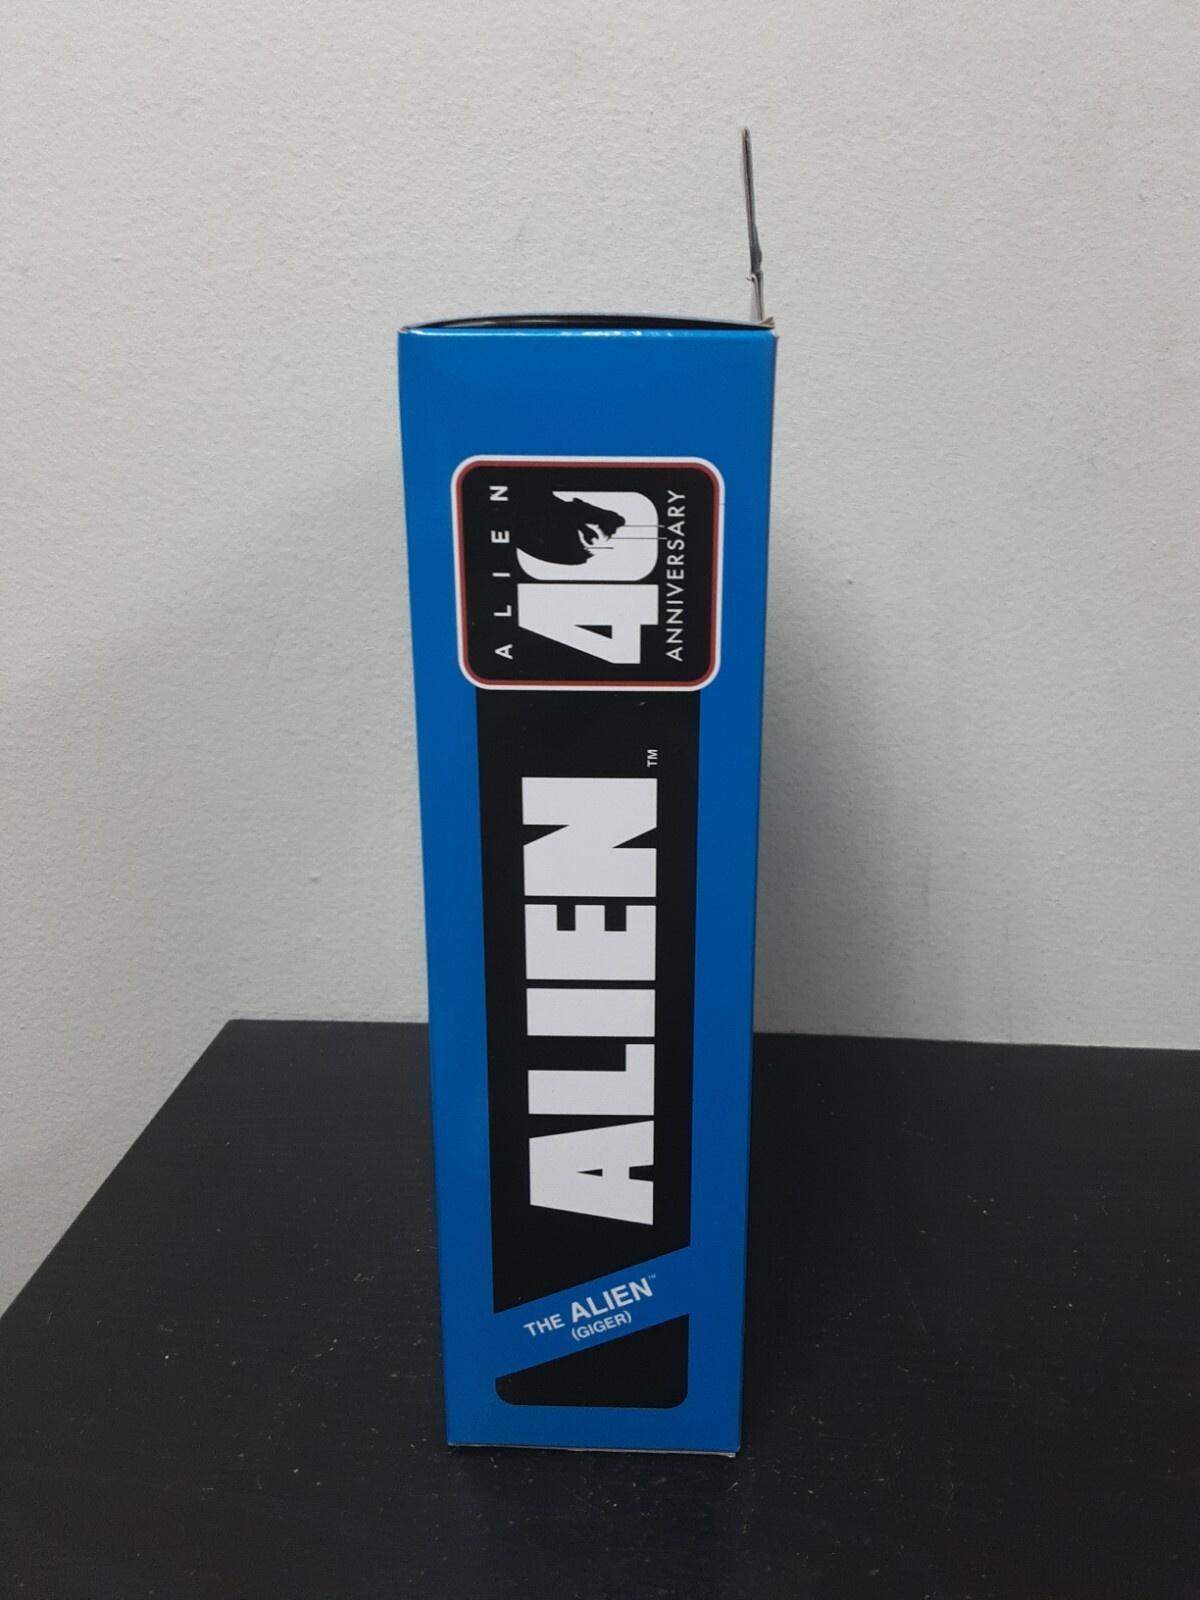 ALIEN
40
ANNIVERSARY
ALIEN™
THE ALIEN™
(GIGER)